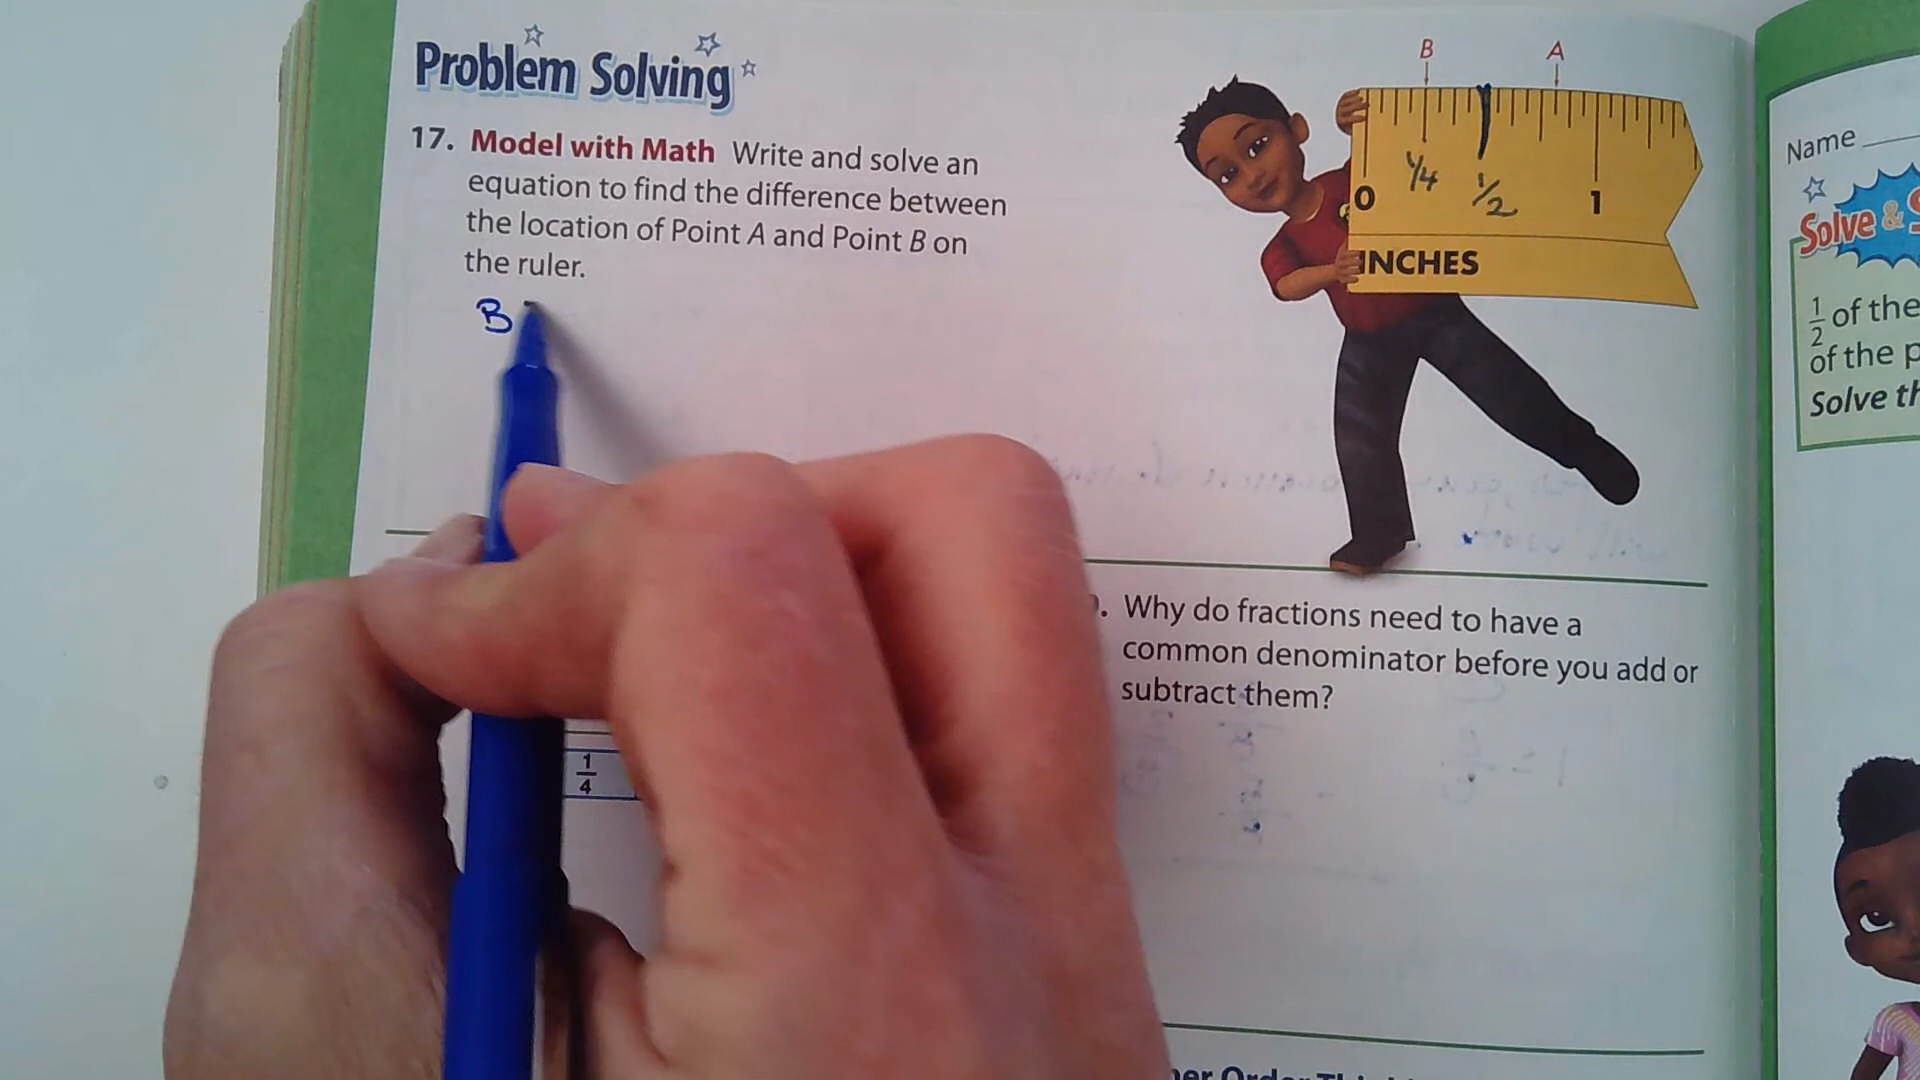 Problem Solving
17. Model with Math Write and solve an
equation to find the difference between
the location of Point A and Point B on
the ruler.
B
B A
1/4 1/2
0 1
INCHES
1/4
. Why do fractions need to have a
common denominator before you add or
subtract them?
Name
Solve &
1/2 of the
of the p
Solve th